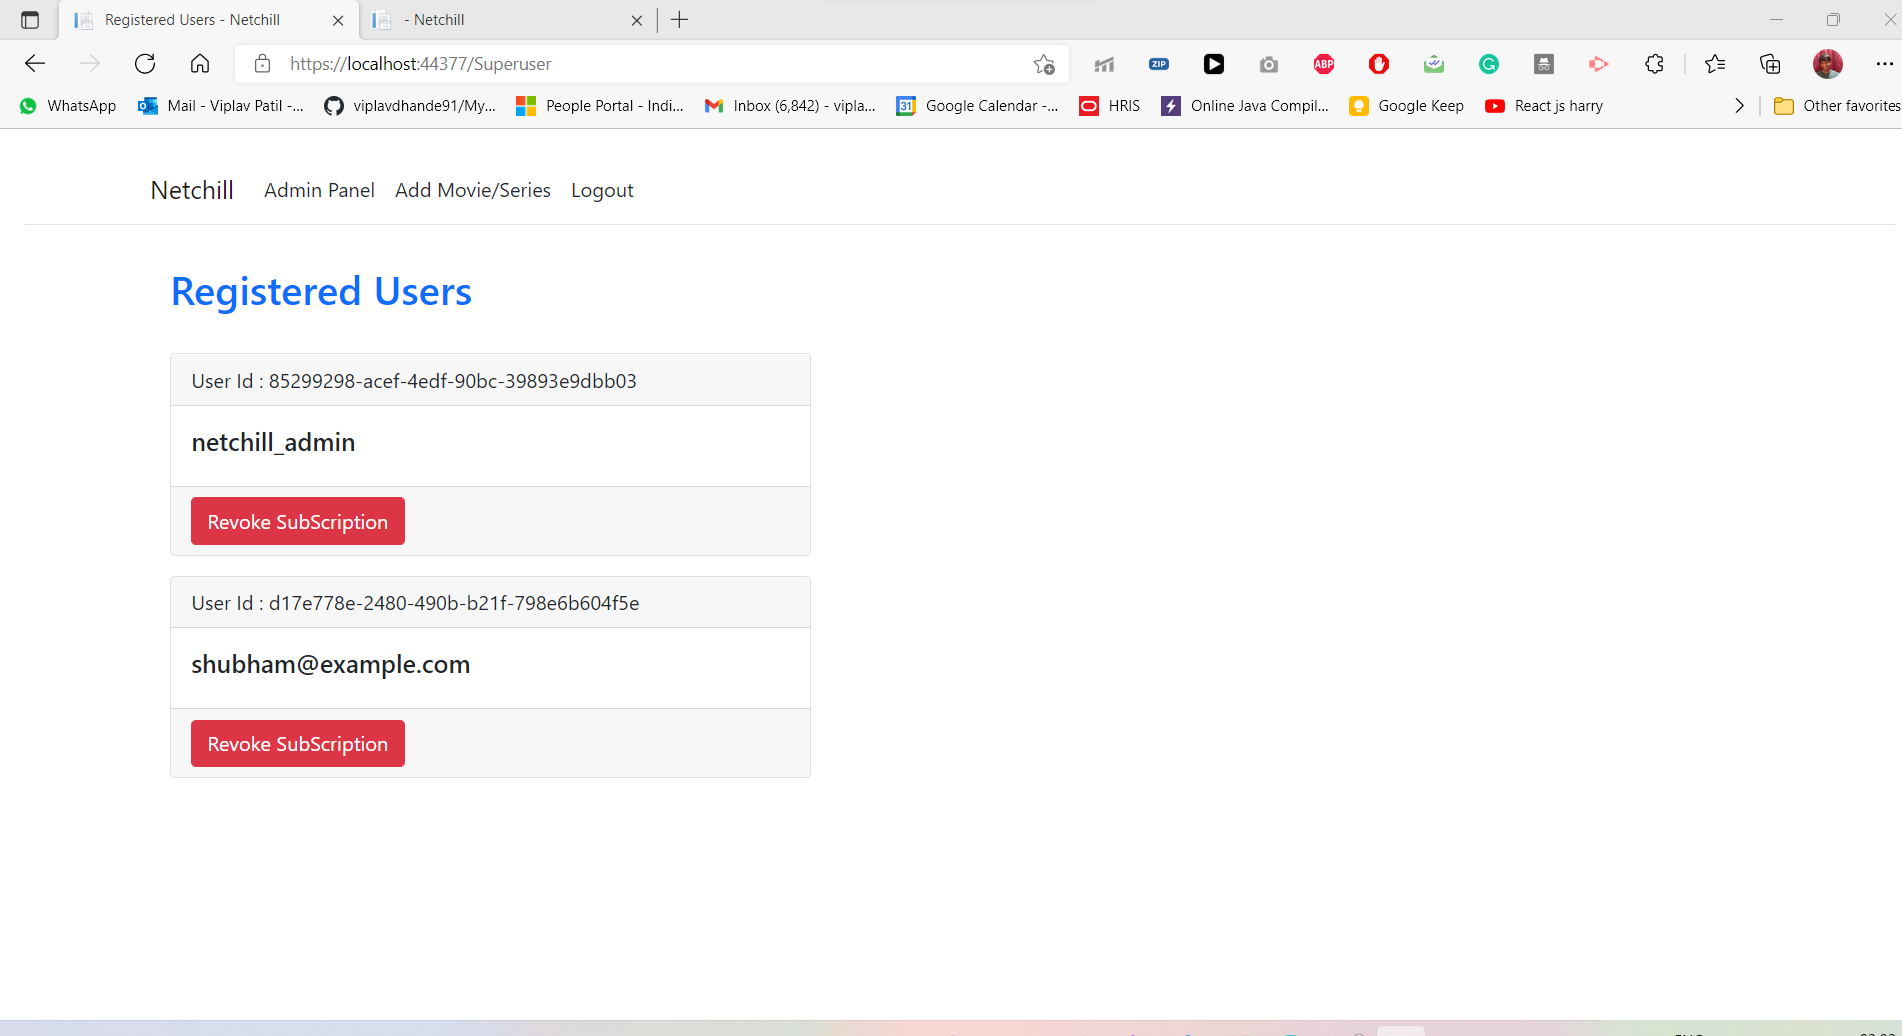 Registered Users - Netchill
- Netchill
https://localhost:44377/Superuser
ZIP
ABP
WhatsApp
Mail - Viplav Patil -...
viplavdhande91/My...
People Portal - Indi...
Inbox (6,842) - vipla...
31
Google Calendar -...
HRIS
Online Java Compil...
Google Keep
React js harry
Other favorites
Netchill Admin Panel Add Movie/Series Logout
Registered Users
User Id : 85299298-acef-4edf-90bc-39893e9dbb03
netchill_admin
Revoke SubScription
User Id : d17e778e-2480-490b-b21f-798e6b604f5e
shubham@example.com
Revoke SubScription